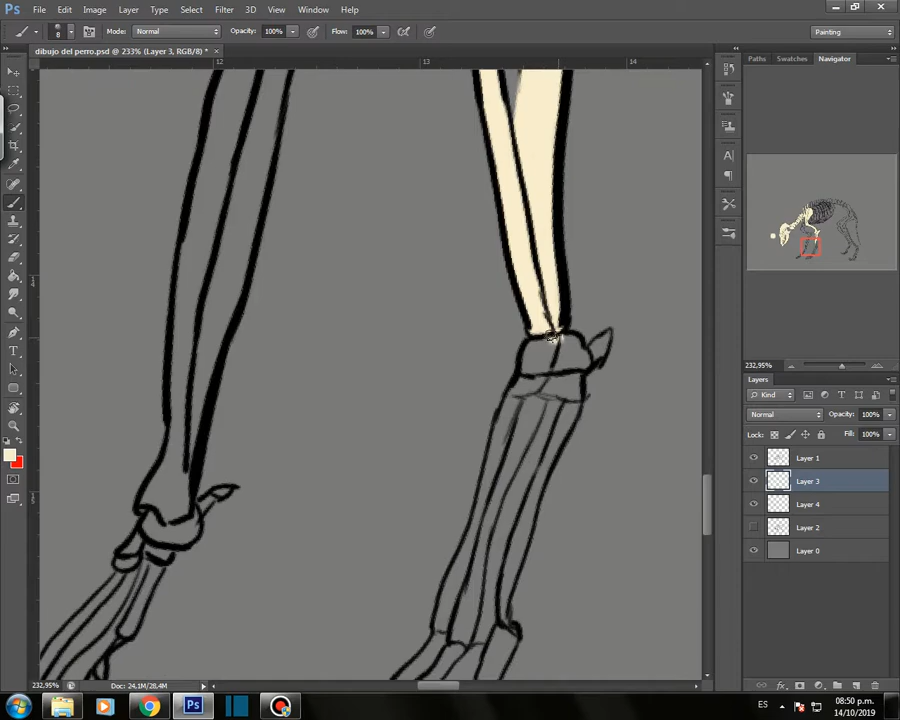 Ps File Edit Image Layer Type Select Filter 3D View Window Help
8 Mode: Normal Opacity: 100% Flow: 100% Painting
dibujo del perro.psd @ 233% (Layer 3, RGB/8) * ×
Paths Swatches Navigator
12 13 14
232,95%
Layers
Kind
Normal Opacity: 100%
Lock: Fill: 100%
Layer 1
Layer 3
Layer 4
Layer 2
Layer 0
232,95% Doc: 24.1M/28.4M
ES 08:50 p.m.
14/10/2019